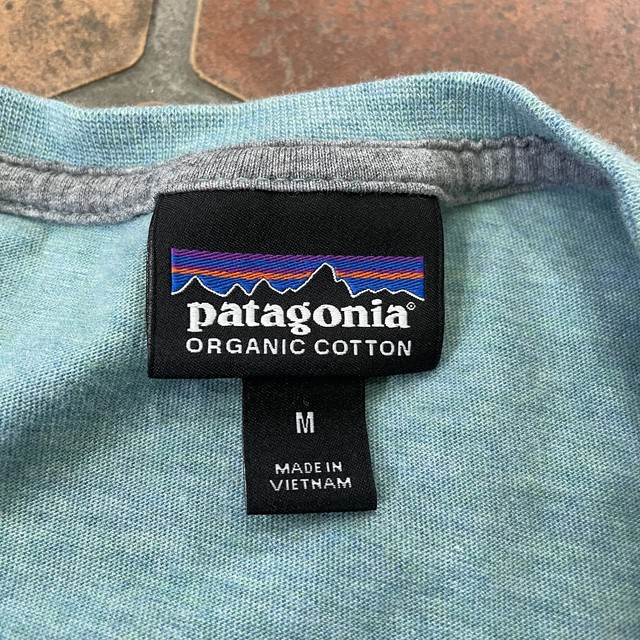 patagonia®
ORGANIC COTTON
M
MADE IN
VIETNAM